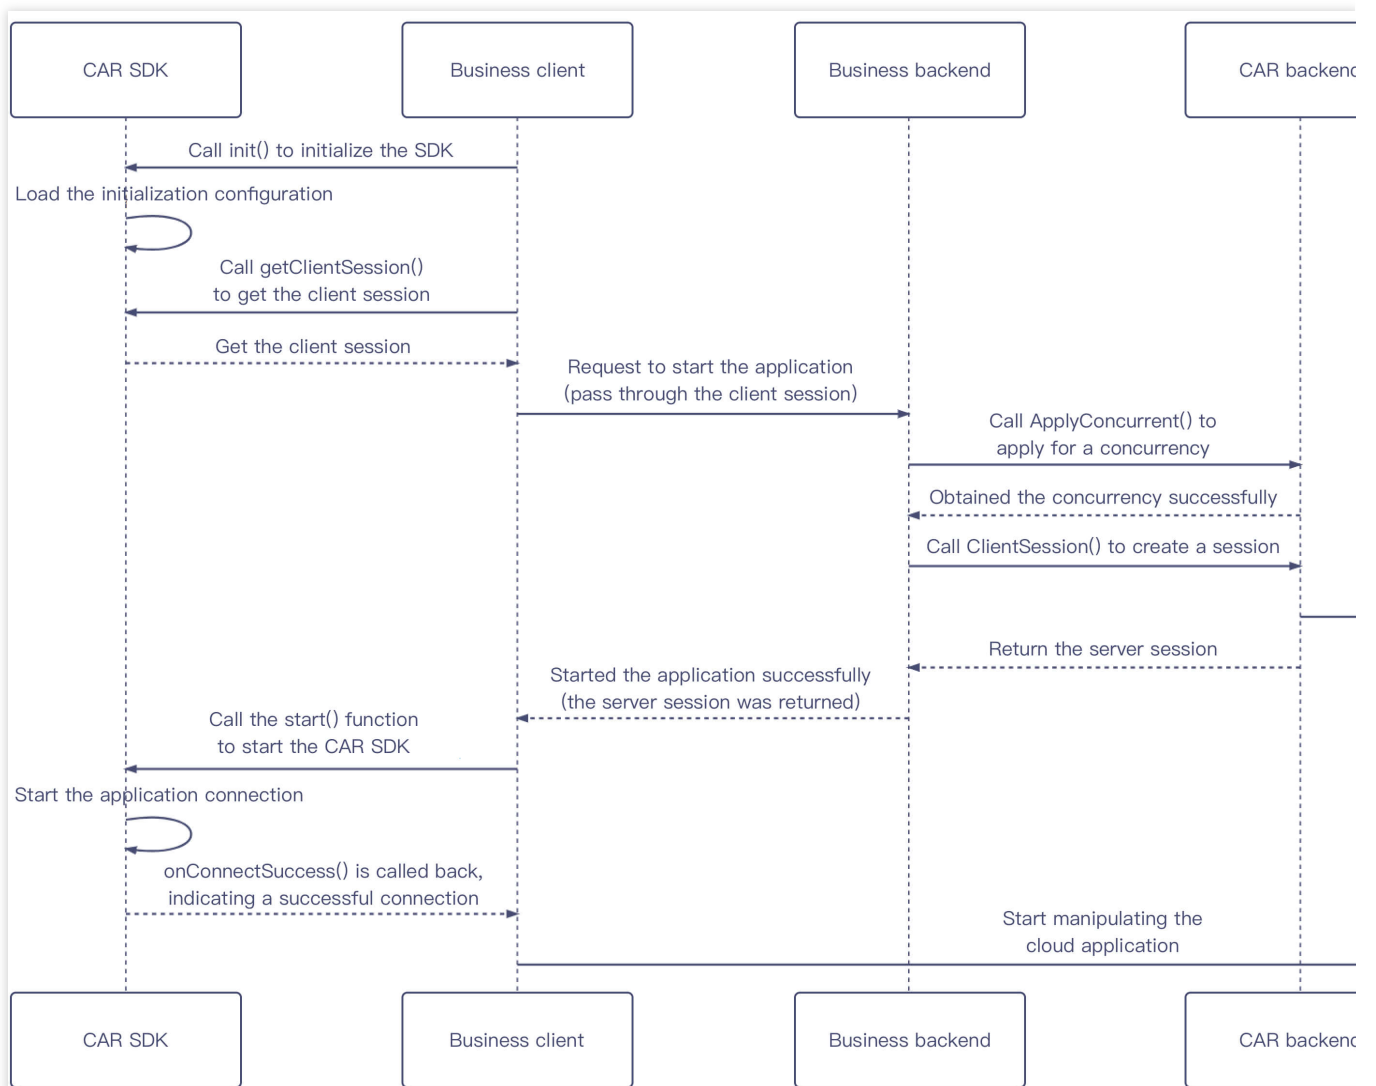 CAR SDK
Business client
Business backend
CAR backend
Call init() to initialize the SDK
Load the initialization configuration
Call getClientSession()
to get the client session
Get the client session
Request to start the application
(pass through the client session)
Call ApplyConcurrent() to
apply for a concurrency
Obtained the concurrency successfully
Call ClientSession() to create a session
Return the server session
Started the application successfully
(the server session was returned)
Call the start() function
to start the CAR SDK
Start the application connection
onConnectSuccess() is called back,
indicating a successful connection
Start manipulating the
cloud application
CAR SDK
Business client
Business backend
CAR backend